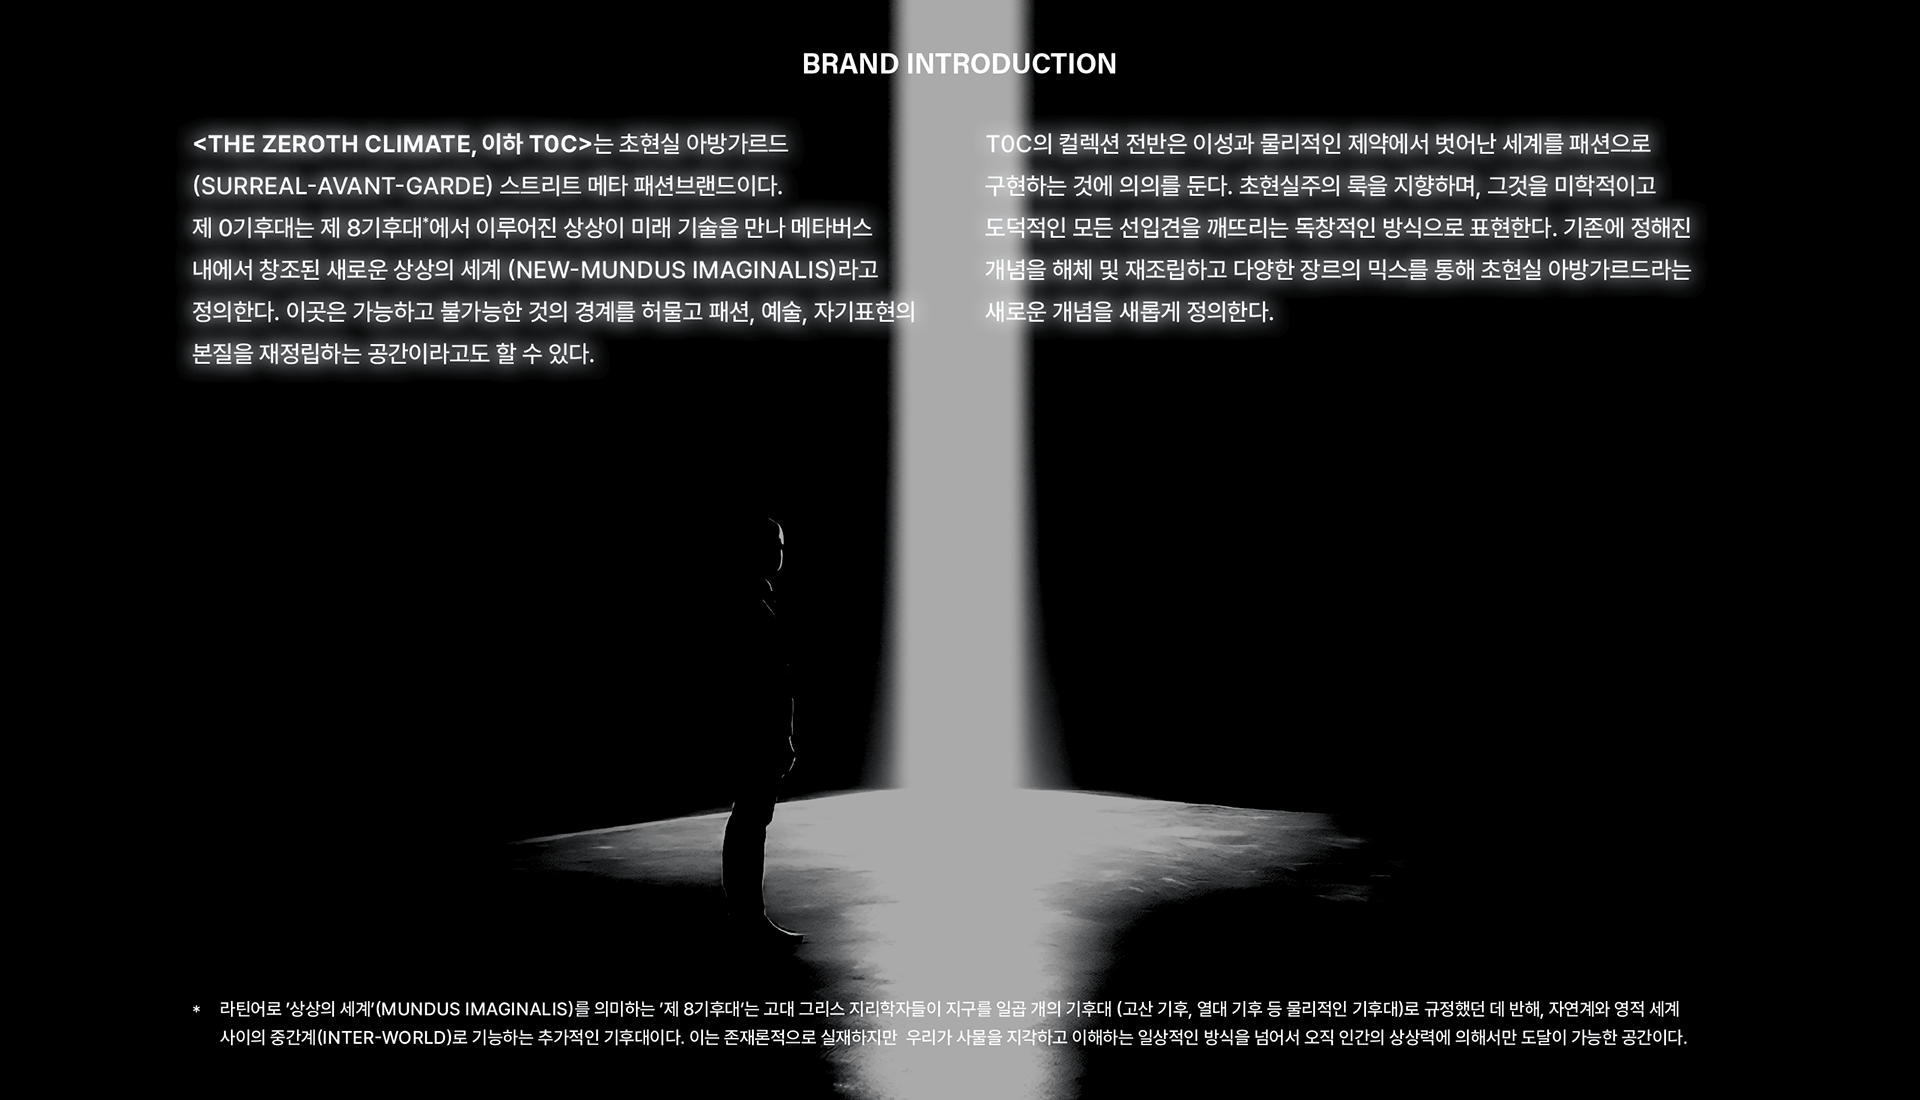 BRAND INTRODUCTION
<THE ZEROTH CLIMATE, 이하 T0C>는 초현실 아방가르드
(SURREAL-AVANT-GARDE) 스트리트 메타 패션브랜드이다.
제 0기후대는 제 8기후대*에서 이루어진 상상이 미래 기술을 만나 메타버스
내에서 창조된 새로운 상상의 세계 (NEW-MUNDUS IMAGINALIS)라고
정의한다. 이곳은 가능하고 불가능한 것의 경계를 허물고 패션, 예술, 자기표현의
본질을 재정립하는 공간이라고도 할 수 있다.
T0C의 컬렉션 전반은 이성과 물리적인 제약에서 벗어난 세계를 패션으로
구현하는 것에 의의를 둔다. 초현실주의 룩을 지향하며, 그것을 미학적이고
도덕적인 모든 선입견을 깨뜨리는 독창적인 방식으로 표현한다. 기존에 정해진
개념을 해체 및 재조립하고 다양한 장르의 믹스를 통해 초현실 아방가르드라는
새로운 개념을 새롭게 정의한다.
* 라틴어로 '상상의 세계'(MUNDUS IMAGINALIS)를 의미하는 '제 8기후대'는 고대 그리스 지리학자들이 지구를 일곱 개의 기후대 (고산 기후, 열대 기후 등 물리적인 기후대)로 규정했던 데 반해, 자연계와 영적 세계
사이의 중간계(INTER-WORLD)로 기능하는 추가적인 기후대이다. 이는 존재론적으로 실재하지만 우리가 사물을 지각하고 이해하는 일상적인 방식을 넘어서 오직 인간의 상상력에 의해서만 도달이 가능한 공간이다.